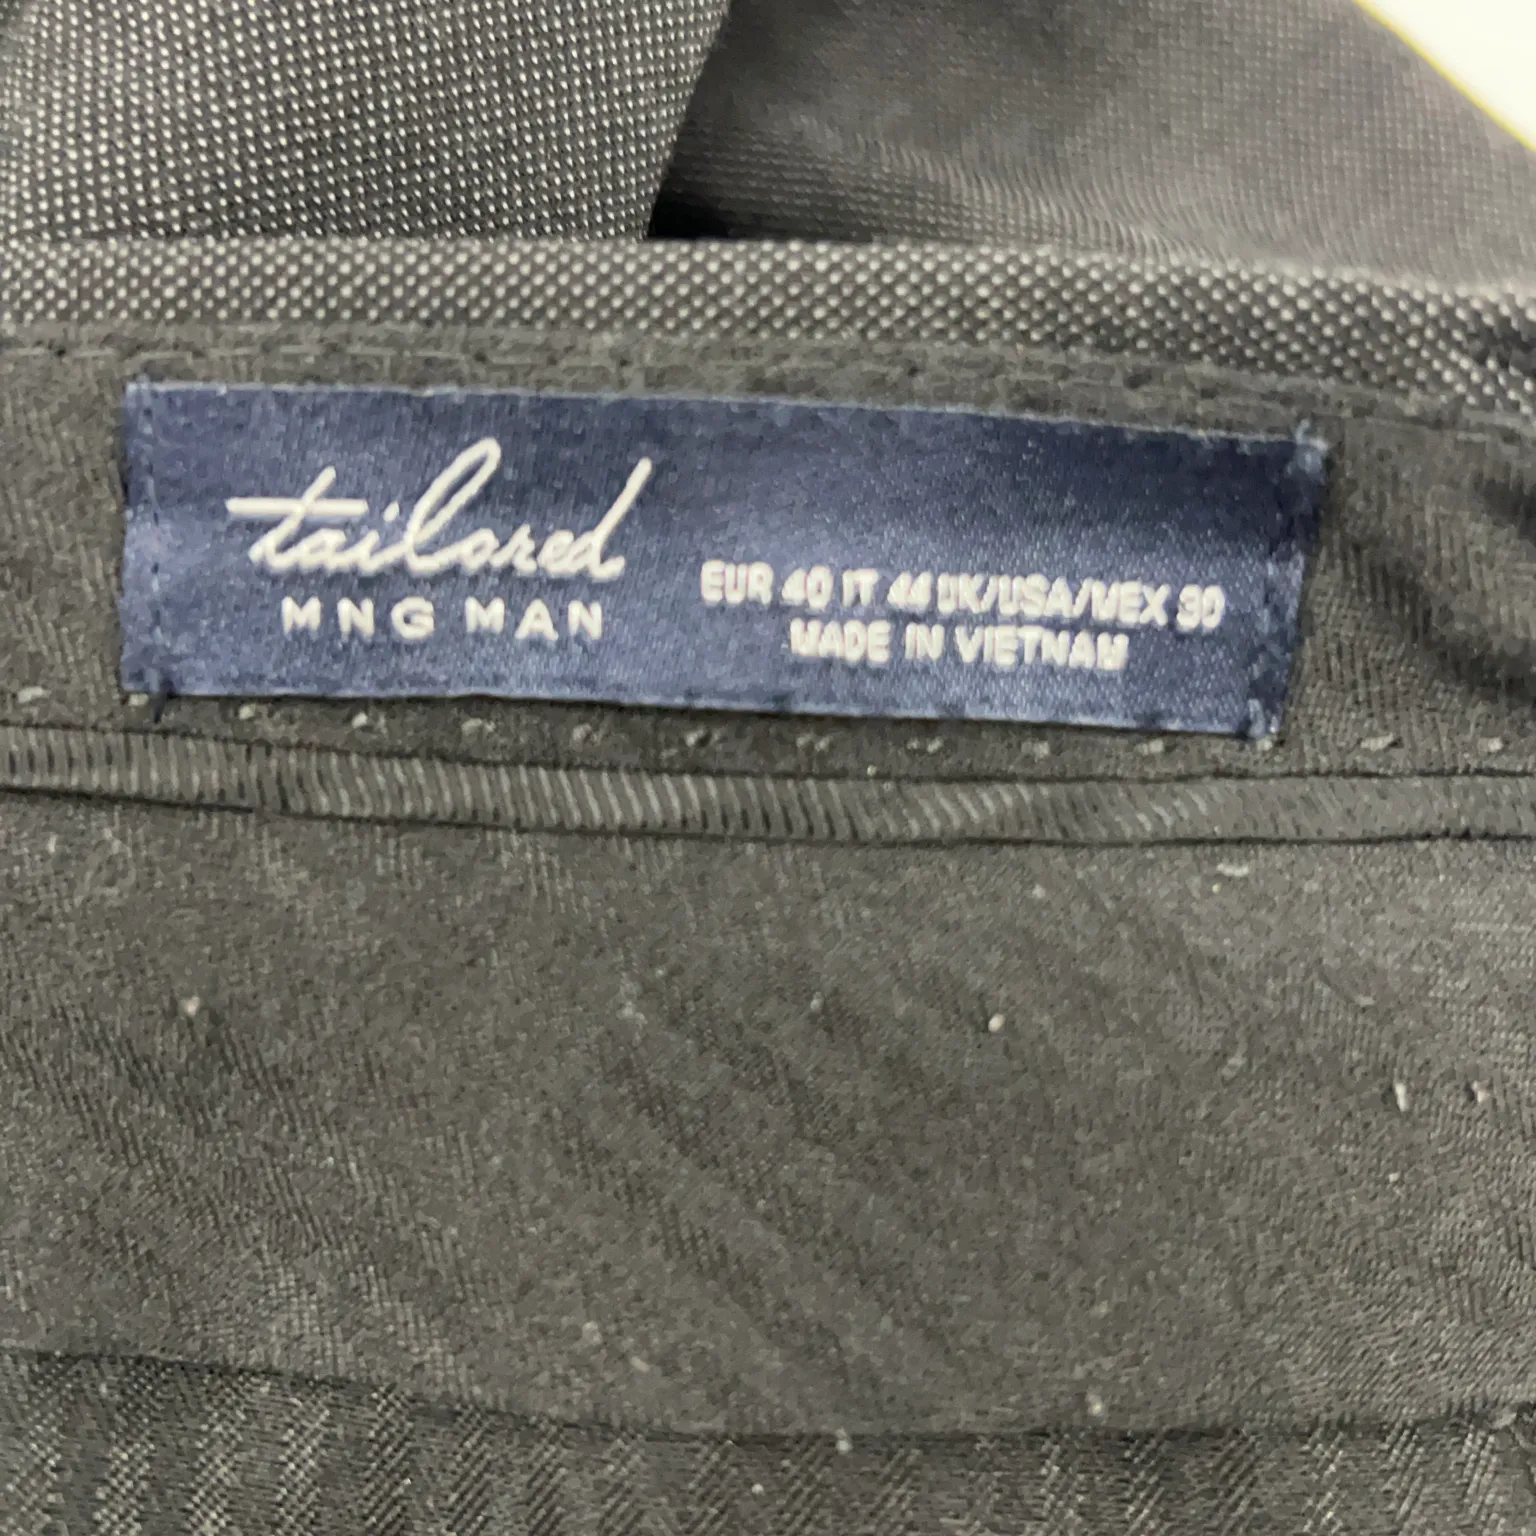 tailored
MNG MAN
EUR 40 IT 44 UK/USA/MEX 30
MADE IN VIETNAM